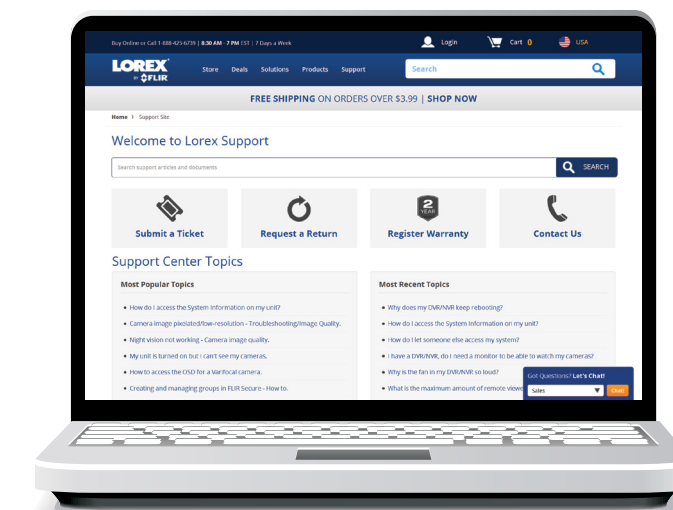 Buy Online or Call 1-888-425-6739 | 8:30 AM - 7 PM EST | 7 Days a Week Login Cart 0 USA
LOREX
BY FLIR
Store Deals Solutions Products Support Search
FREE SHIPPING ON ORDERS OVER $3.99 | SHOP NOW
Home Support Site
Welcome to Lorex Support
Search support articles and documents SEARCH
2
YEAR
Submit a Ticket Request a Return Register Warranty Contact Us
Support Center Topics
Most Popular Topics
• How do I access the System Information on my unit?
• Camera image pixelated/low-resolution - Troubleshooting/Image Quality.
• Night vision not working - Camera image quality.
• My unit is turned on but I can't see my cameras.
• How to access the OSD for a Varifocal camera.
• Creating and managing groups in FLIR Secure - How to.
Most Recent Topics
• Why does my DVR/NVR keep rebooting?
• How do I access the System Information on my unit?
• How do I let someone else access my system?
• I have a DVR/NVR, do I need a monitor to be able to watch my cameras?
• Why is the fan in my DVR/NVR so loud?
• What is the maximum amount of remote viewe
Got Questions? Let's Chat!
Sales Chat!